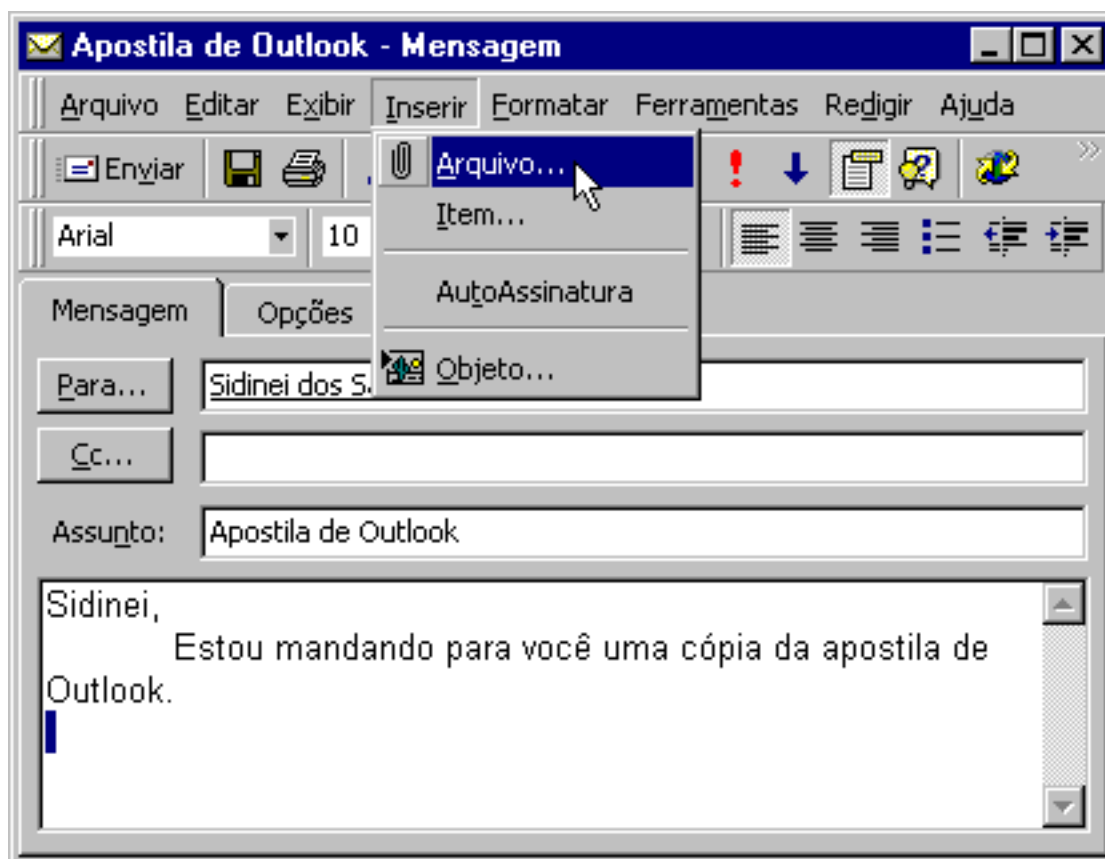 Apostila de Outlook - Mensagem
Arquivo Editar Exibir Inserir Formatar Ferramentas Redigir Ajuda
Enviar
Arquivo...
Arial 10
Item...
AutoAssinatura
Mensagem Opções
Objeto...
Para... Sidinei dos
Cc...
Assunto: Apostila de Outlook
Sidinei,
Estou mandando para você uma cópia da apostila de
Outlook.